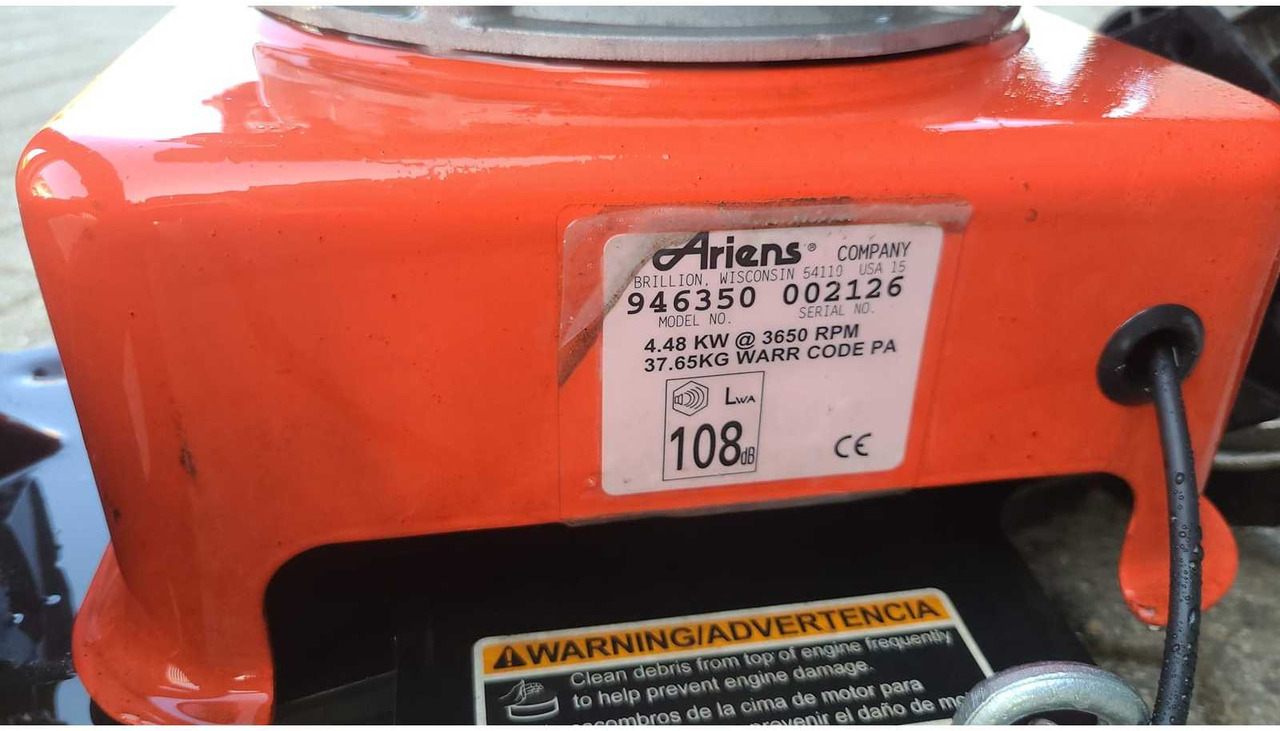 Ariens® COMPANY
BRILLION, WISCONSIN 54110 USA 15
946350 002126
MODEL NO. SERIAL NO.
4.48 KW @ 3650 RPM
37.65KG WARR CODE PA
LWA
108dB
CE
WARNING/ADVERTENCIA
Clean debris from top of engine frequently
to help prevent engine damage.
de la cima de motor para
el daño de